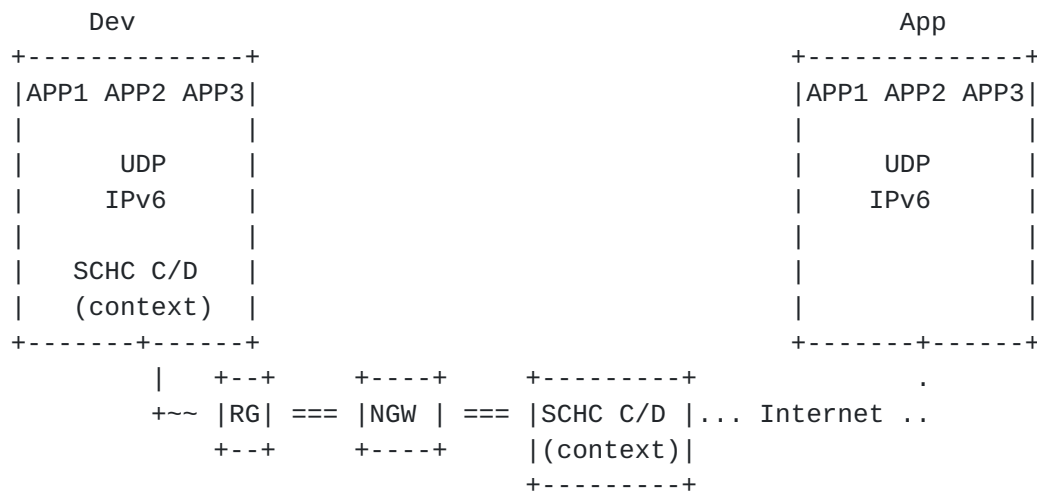 Dev App
+--------------+ +--------------+
|APP1 APP2 APP3| |APP1 APP2 APP3|
| | | |
| UDP | | UDP |
| IPv6 | | IPv6 |
| | | |
| SCHC C/D | | |
| (context) | | |
+-------+------+ +-------+------+
| +--+ +----+ +---------+ .
+~~ |RG| === |NGW | === |SCHC C/D |... Internet ..
+--+ +----+ |(context)|
+---------+